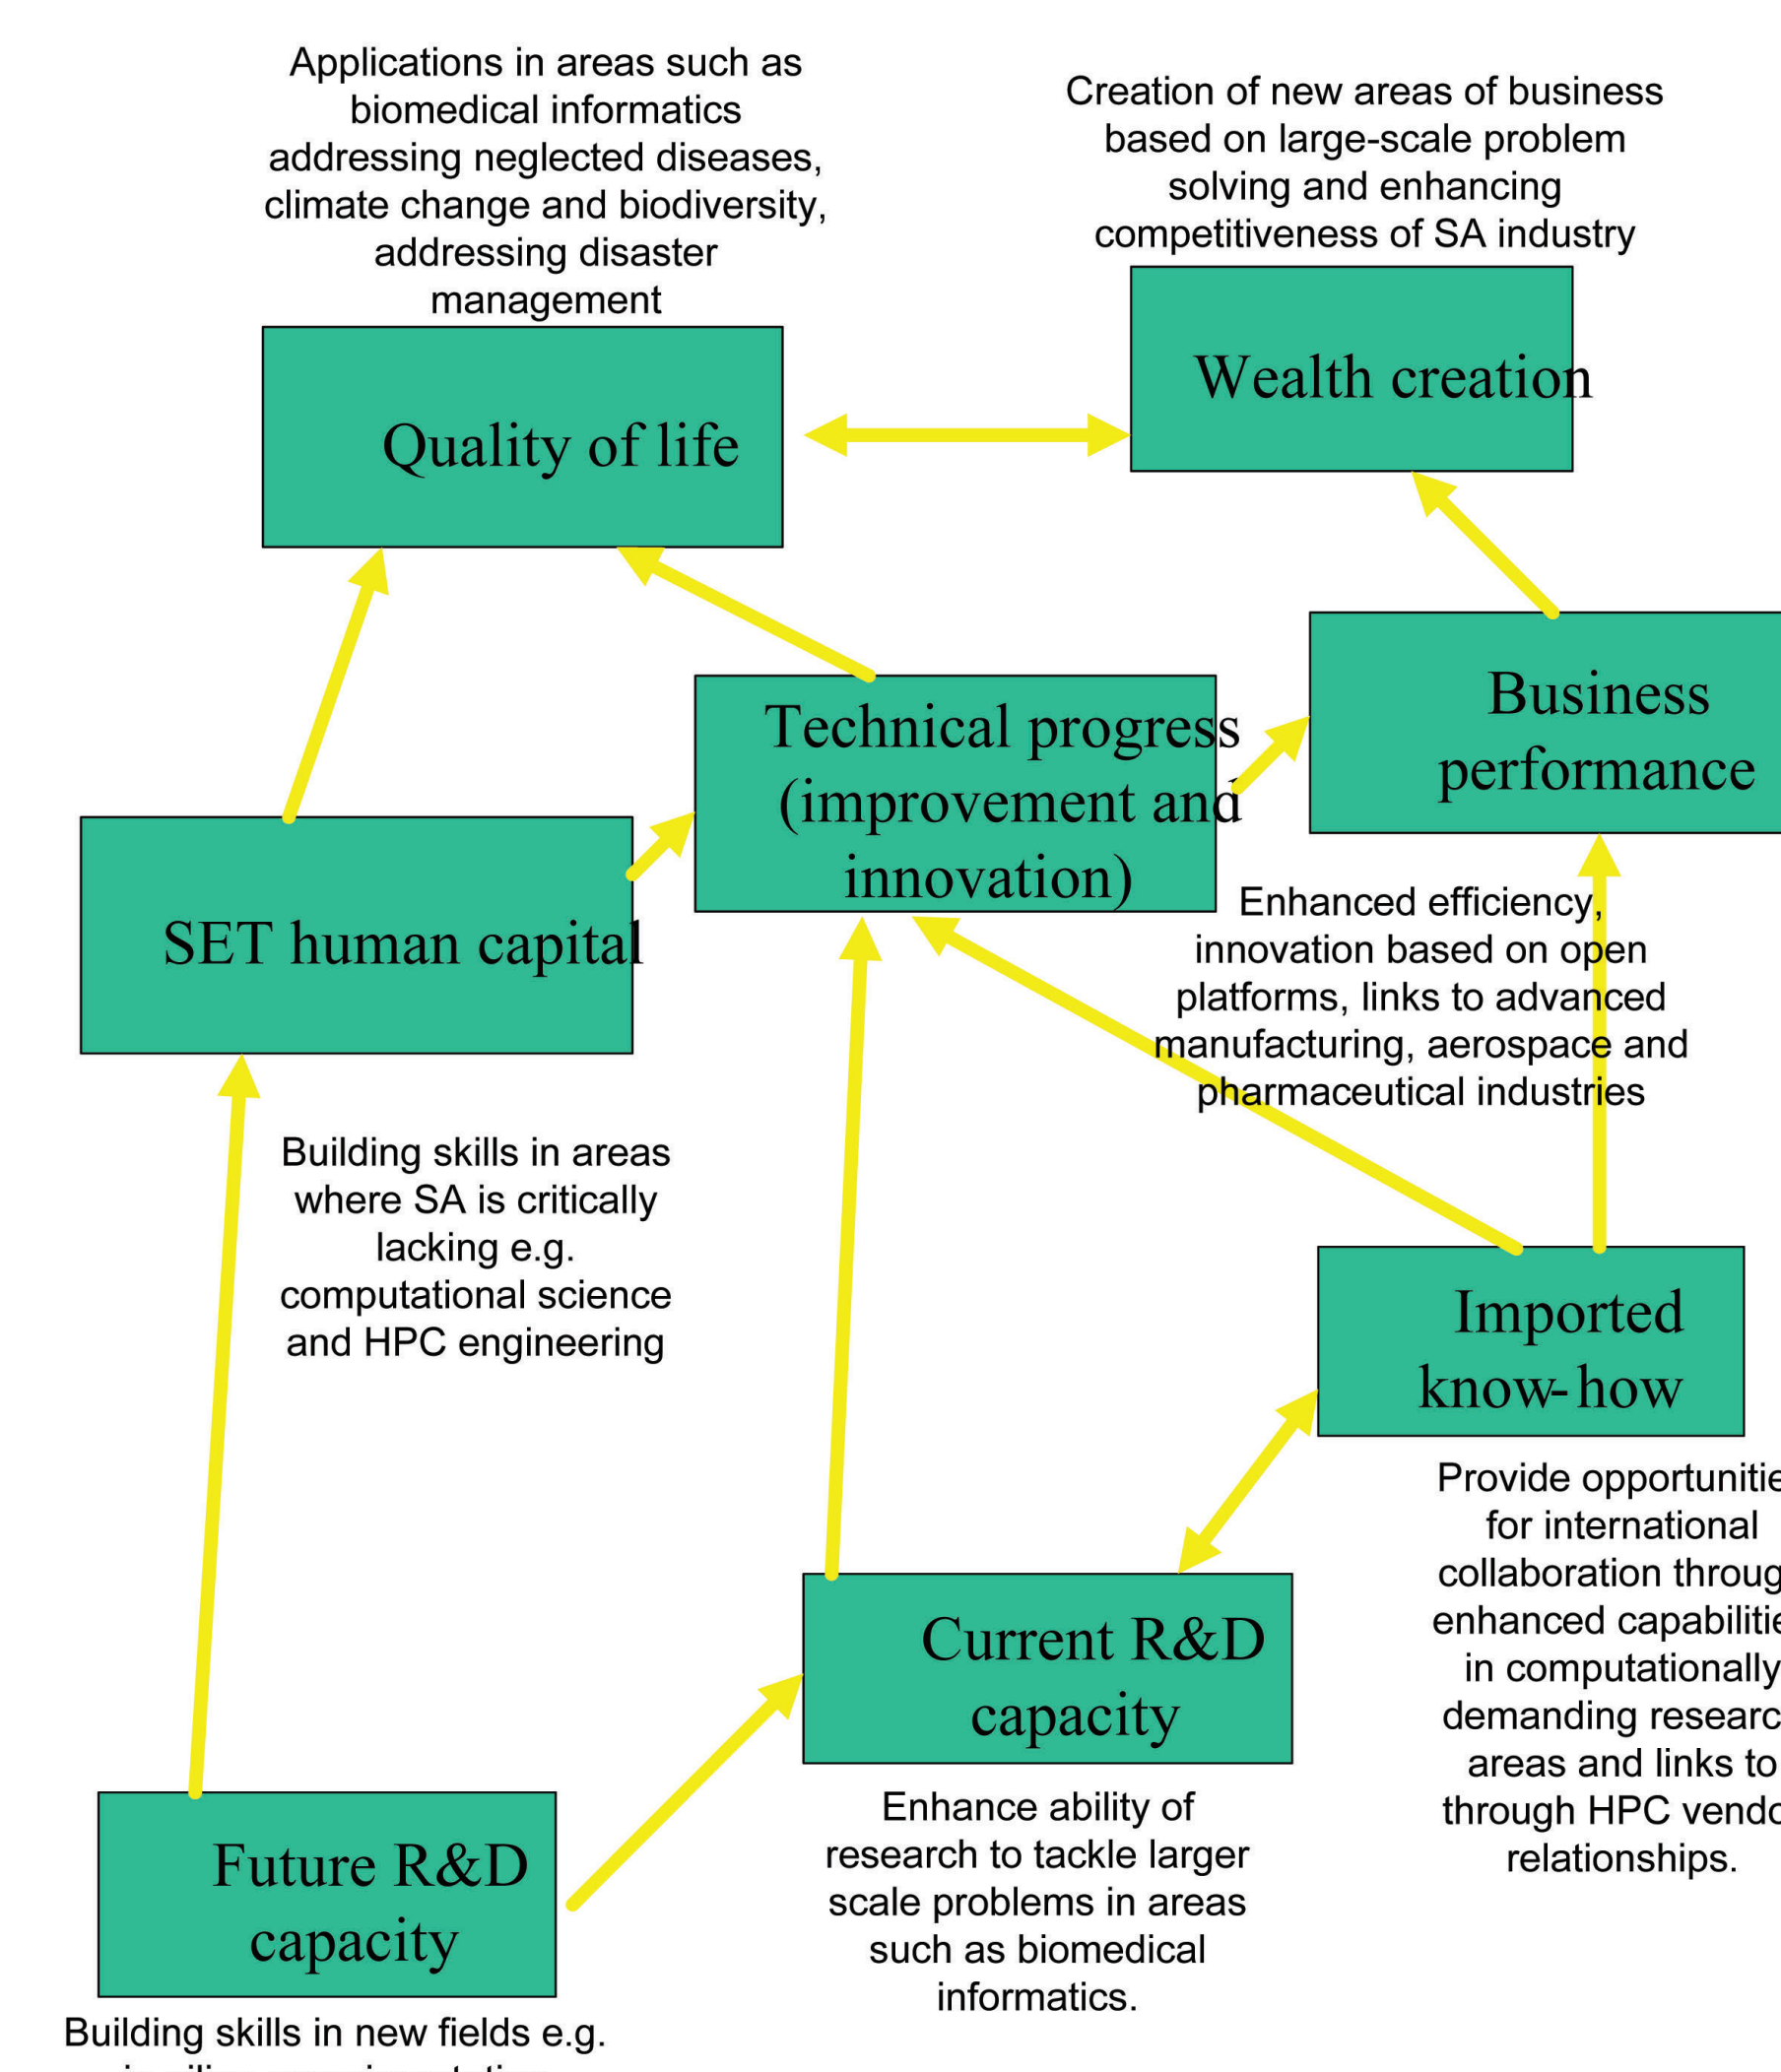 Applications in areas such as
biomedical informatics
addressing neglected diseases,
climate change and biodiversity,
addressing disaster
management
Creation of new areas of business
based on large-scale problem
solving and enhancing
competitiveness of SA industry
Quality of life
Wealth creation
Technical progress
(improvement and
innovation)
Business
performance
SET human capital
Enhanced efficiency,
innovation based on open
platforms, links to advanced
manufacturing, aerospace and
pharmaceutical industries
Building skills in areas
where SA is critically
lacking e.g.
computational science
and HPC engineering
Imported
know-how
Provide
for international
collaboration
enhanced
in computationally
demanding
areas and links to
through HPC
relationships.
Current R&D
capacity
Enhance ability of
research to tackle larger
scale problems in areas
such as biomedical
informatics.
Future R&D
capacity
Building skills in new fields e.g.